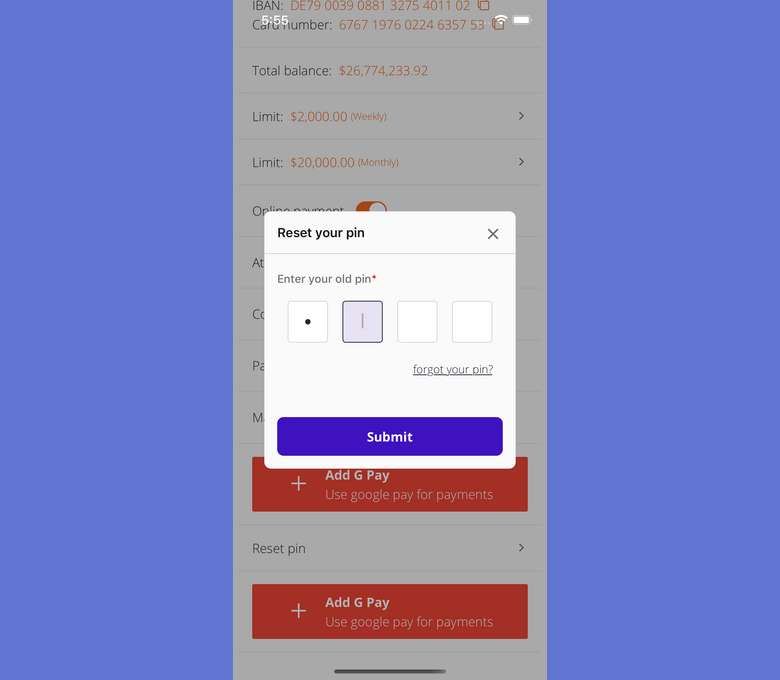 IBAN: DE79 0039 0881 3275 4011 02
5:55
Card number: 6767 1976 0224 6357 53
Total balance: $26,774,233.92
Limit: $2,000.00 (Weekly)
Limit: $20,000.00 (Monthly)
Online payment
Reset your pin
At
Enter your old pin*
Co
Pa
forgot your pin?
M
Submit
Add G Pay
Use google pay for payments
Reset pin
Add G Pay
Use google pay for payments